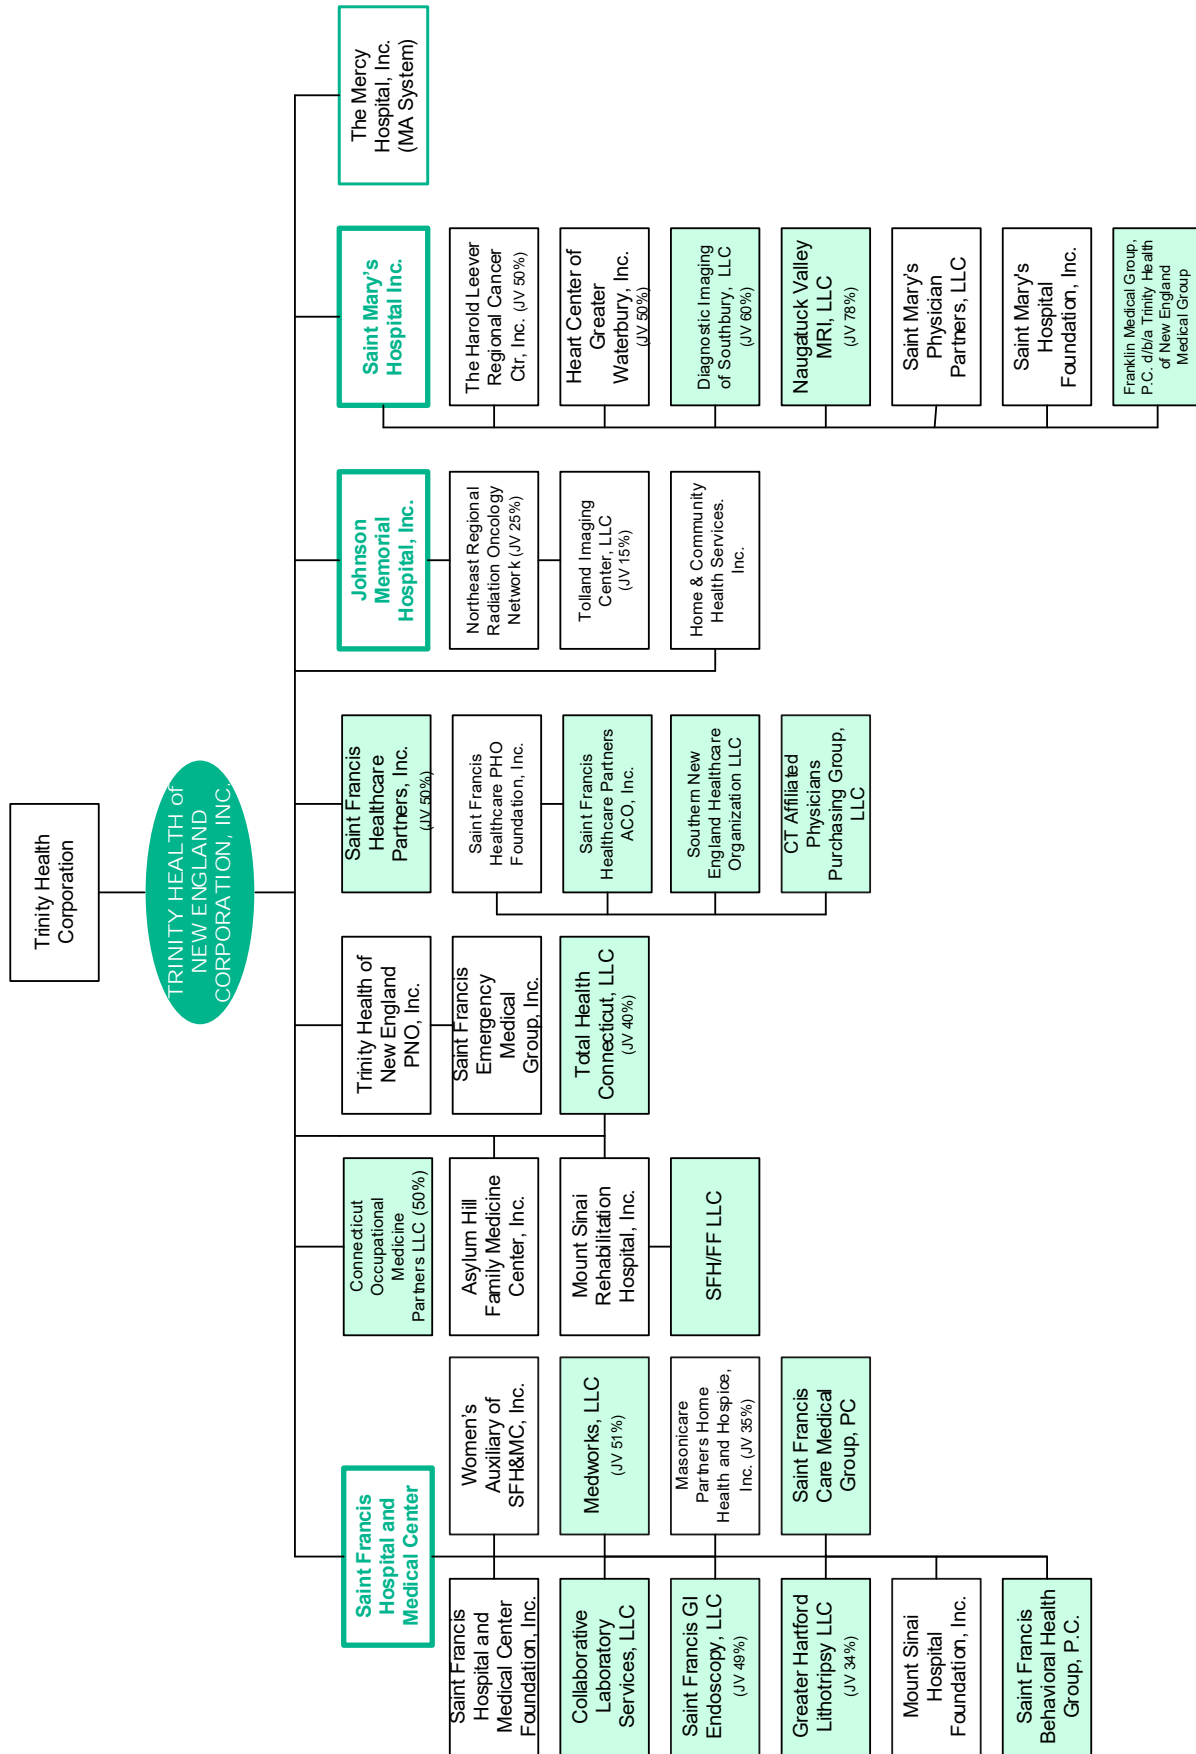 Trinity Health
Corporation
TRINITY HEALTH of
NEW ENGLAND
CORPORATION, INC.
Saint Francis
Hospital and
Medical Center
Saint Francis
Hospital and
Medical Center
Foundation, Inc.
Women's
Auxiliary of
SFH&MC, Inc.
Collaborative
Laboratory
Services, LLC
Medworks, LLC
(JV 51%)
Saint Francis GI
Endoscopy, LLC
(JV 49%)
Masonicare
Partners Home
Health and Hospice,
Inc. (JV 35%)
Greater Hartford
Lithotripsy LLC
(JV 34%)
Saint Francis
Care Medical
Group, PC
Mount Sinai
Hospital
Foundation, Inc.
Saint Francis
Behavioral Health
Group, P.C.
Connecticut
Occupational
Medicine
Partners LLC (50%)
Asylum Hill
Family Medicine
Center, Inc.
Mount Sinai
Rehabilitation
Hospital, Inc.
SFH/FF LLC
Trinity Health of
New England
PNO, Inc.
Saint Francis
Emergency
Medical
Group, Inc.
Total Health
Connecticut, LLC
(JV 40%)
Saint Francis
Healthcare
Partners, Inc.
(JV 50%)
Saint Francis
Healthcare PHO
Foundation, Inc.
Saint Francis
Healthcare Partners
ACO, Inc.
Southern New
England Healthcare
Organization LLC
CT Affiliated
Physicians
Purchasing Group,
LLC
Johnson
Memorial
Hospital, Inc.
Northeast Regional
Radiation Oncology
Network (JV 25%)
Tolland Imaging
Center, LLC
(JV 15%)
Home & Community
Health Services.
Inc.
Saint Mary's
Hospital Inc.
The Harold Leever
Regional Cancer
Ctr, Inc. (JV 50%)
Heart Center of
Greater
Waterbury, Inc.
(JV 50%)
Diagnostic Imaging
of Southbury, LLC
(JV 60%)
Naugatuck Valley
MRI, LLC
(JV 78%)
Saint Mary's
Physician
Partners, LLC
Saint Mary's
Hospital
Foundation, Inc.
Franklin Medical Group,
P.C. d/b/a Trinity Health
of New England
Medical Group
The Mercy
Hospital, Inc.
(MA System)